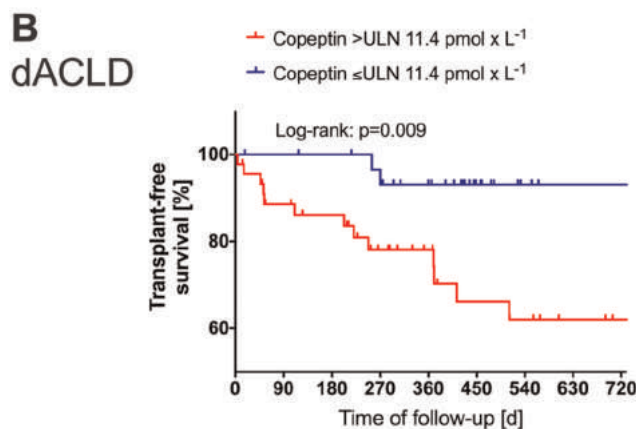 B
dACLD
Copeptin >ULN 11.4 pmol x L⁻¹
Copeptin ≤ULN 11.4 pmol x L⁻¹
Log-rank: p=0.009
Transplant-free
survival [%]
100
80
60
0 90 180 270 360 450 540 630 720
Time of follow-up [d]